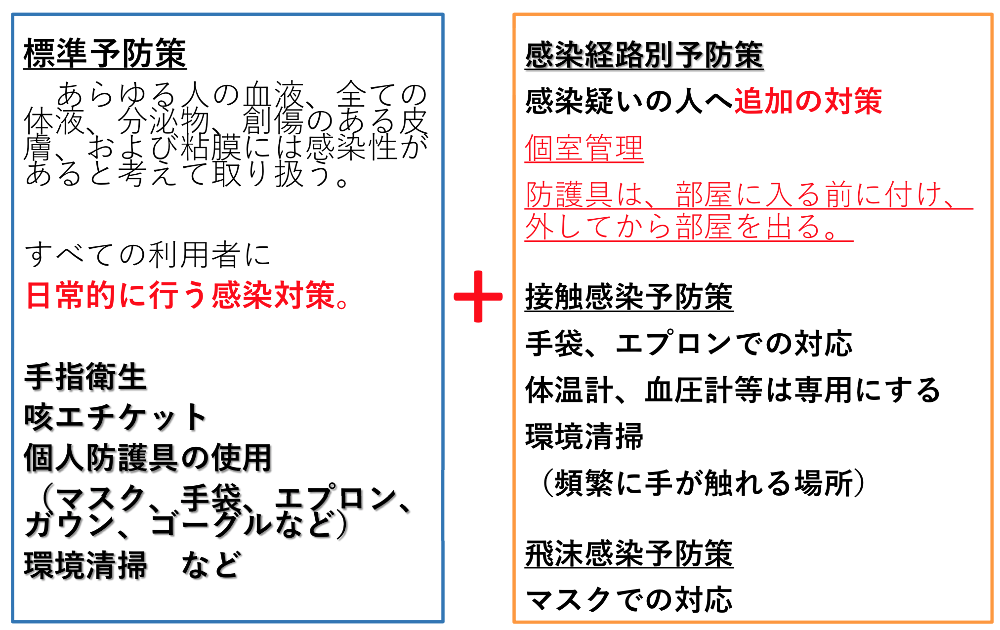 標準予防策
あらゆる人の血液、全ての
体液、分泌物、創傷のある皮
膚、および粘膜には感染性が
あると考えて取り扱う。
すべての利用者に
日常的に行う感染対策。
手指衛生
咳エチケット
個人防護具の使用
（マスク、手袋、エプロン、
ガウン、ゴーグルなど）
環境清掃　など
+
感染経路別予防策
感染疑いの人へ追加の対策
個室管理
防護具は、部屋に入る前に付け、
外してから部屋を出る。
接触感染予防策
手袋、エプロンでの対応
体温計、血圧計等は専用にする
環境清掃
（頻繁に手が触れる場所）
飛沫感染予防策
マスクでの対応